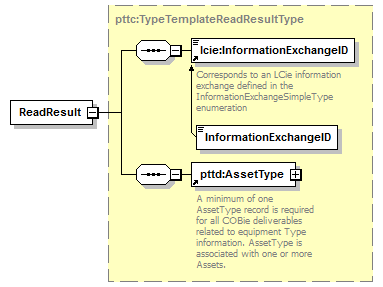 pttc:TypeTemplateReadResultType
lcie:InformationExchangeID
Corresponds to an LCie information
exchange defined in the
InformationExchangeSimpleType
enumeration
ReadResult
InformationExchangeID
pttd:AssetType
A minimum of one
AssetType record is required
for all COBie deliverables
related to equipment Type
information. AssetType is
associated with one or more
Assets.